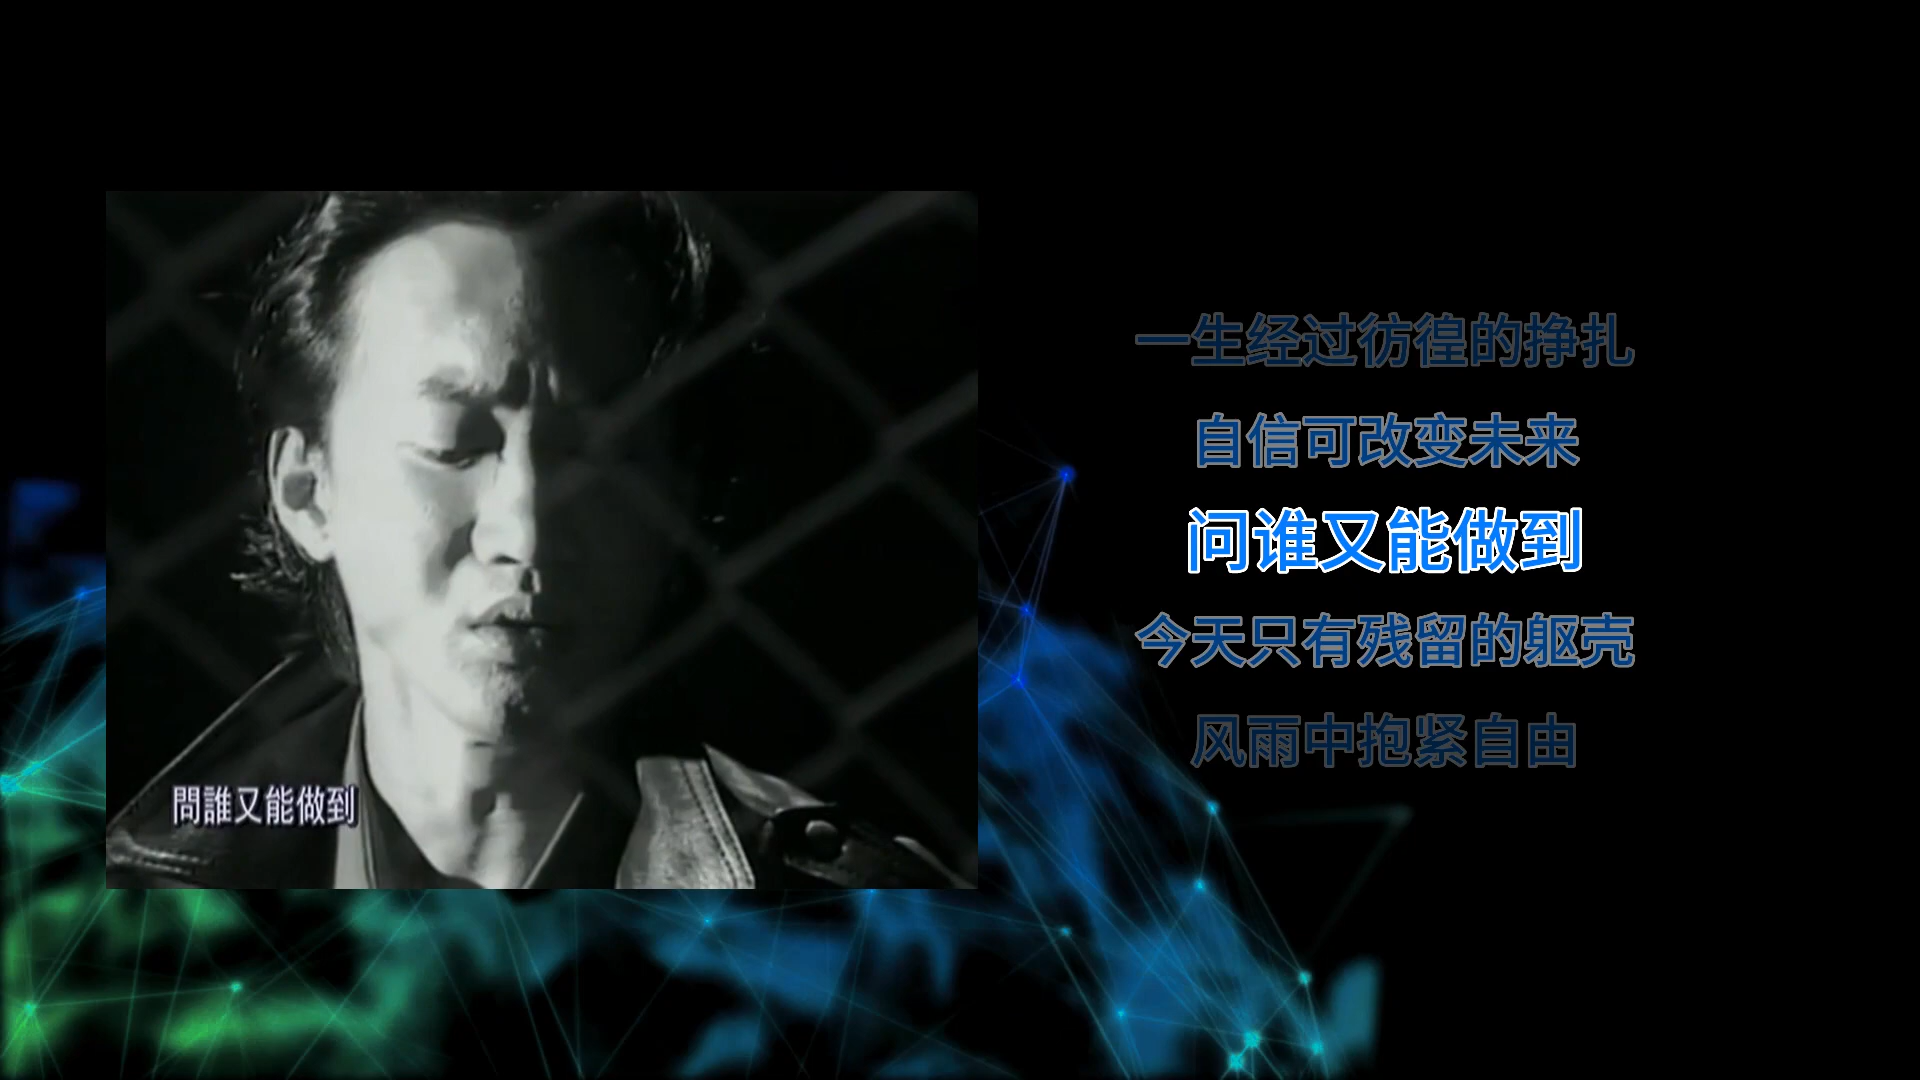 問誰又能做到
一生经过彷徨的挣扎
自信可改变未来
问谁又能做到
今天只有残留的躯壳
风雨中抱紧自由